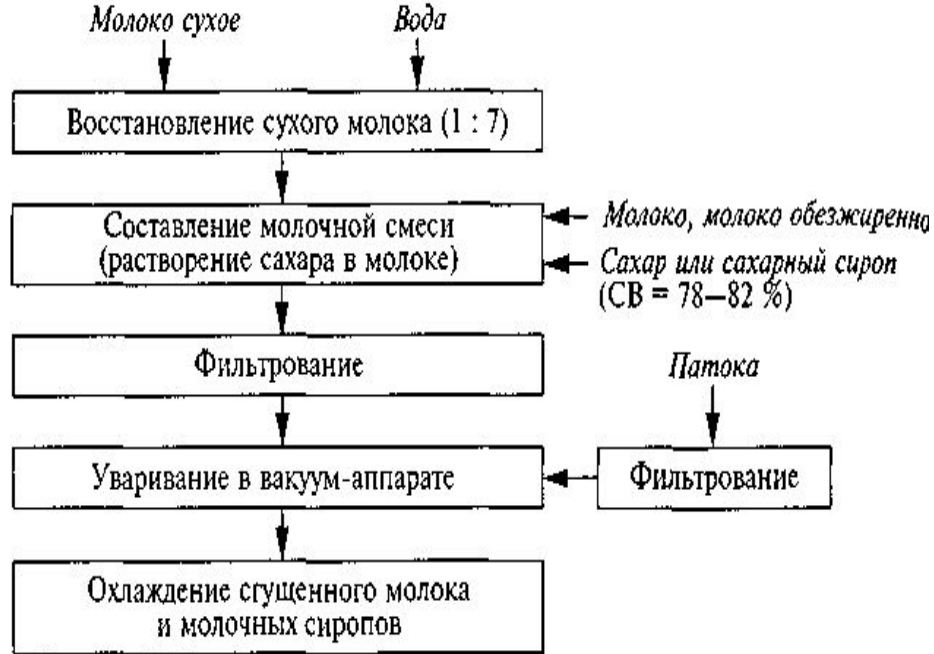 Молоко сухое
Вода
Восстановление сухого молока (1 : 7)
Составление молочной смеси
(растворение сахара в молоке)
Молоко, молоко обезжиренно
Сахар или сахарный сироп
(СВ = 78–82 %)
Фильтрование
Патока
Уваривание в вакуум-аппарате
Фильтрование
Охлаждение сгущенного молока
и молочных сиропов